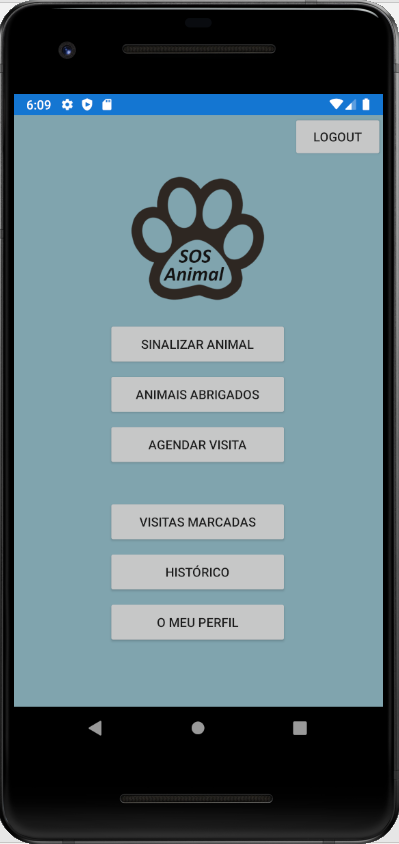 6:09
LOGOUT
SOS
Animal
SINALIZAR ANIMAL
ANIMAIS ABRIGADOS
AGENDAR VISITA
VISITAS MARCADAS
HISTÓRICO
O MEU PERFIL